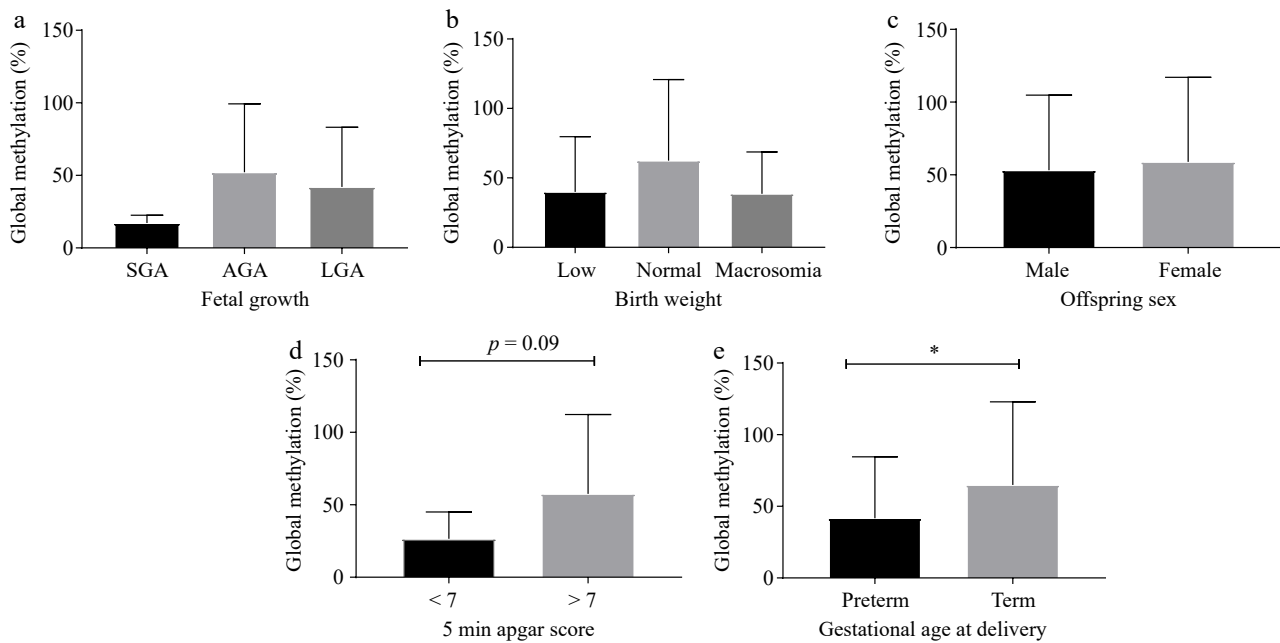 a
Global methylation (%)
150
100
50
0
SGA AGA LGA
Fetal growth
b
Global methylation (%)
150
100
50
0
Low Normal Macrosomia
Birth weight
c
Global methylation (%)
150
100
50
0
Male Female
Offspring sex
d
Global methylation (%)
150
100
50
0
p = 0.09
< 7 > 7
5 min apgar score
e
Global methylation (%)
150
100
50
0
*
Preterm Term
Gestational age at delivery